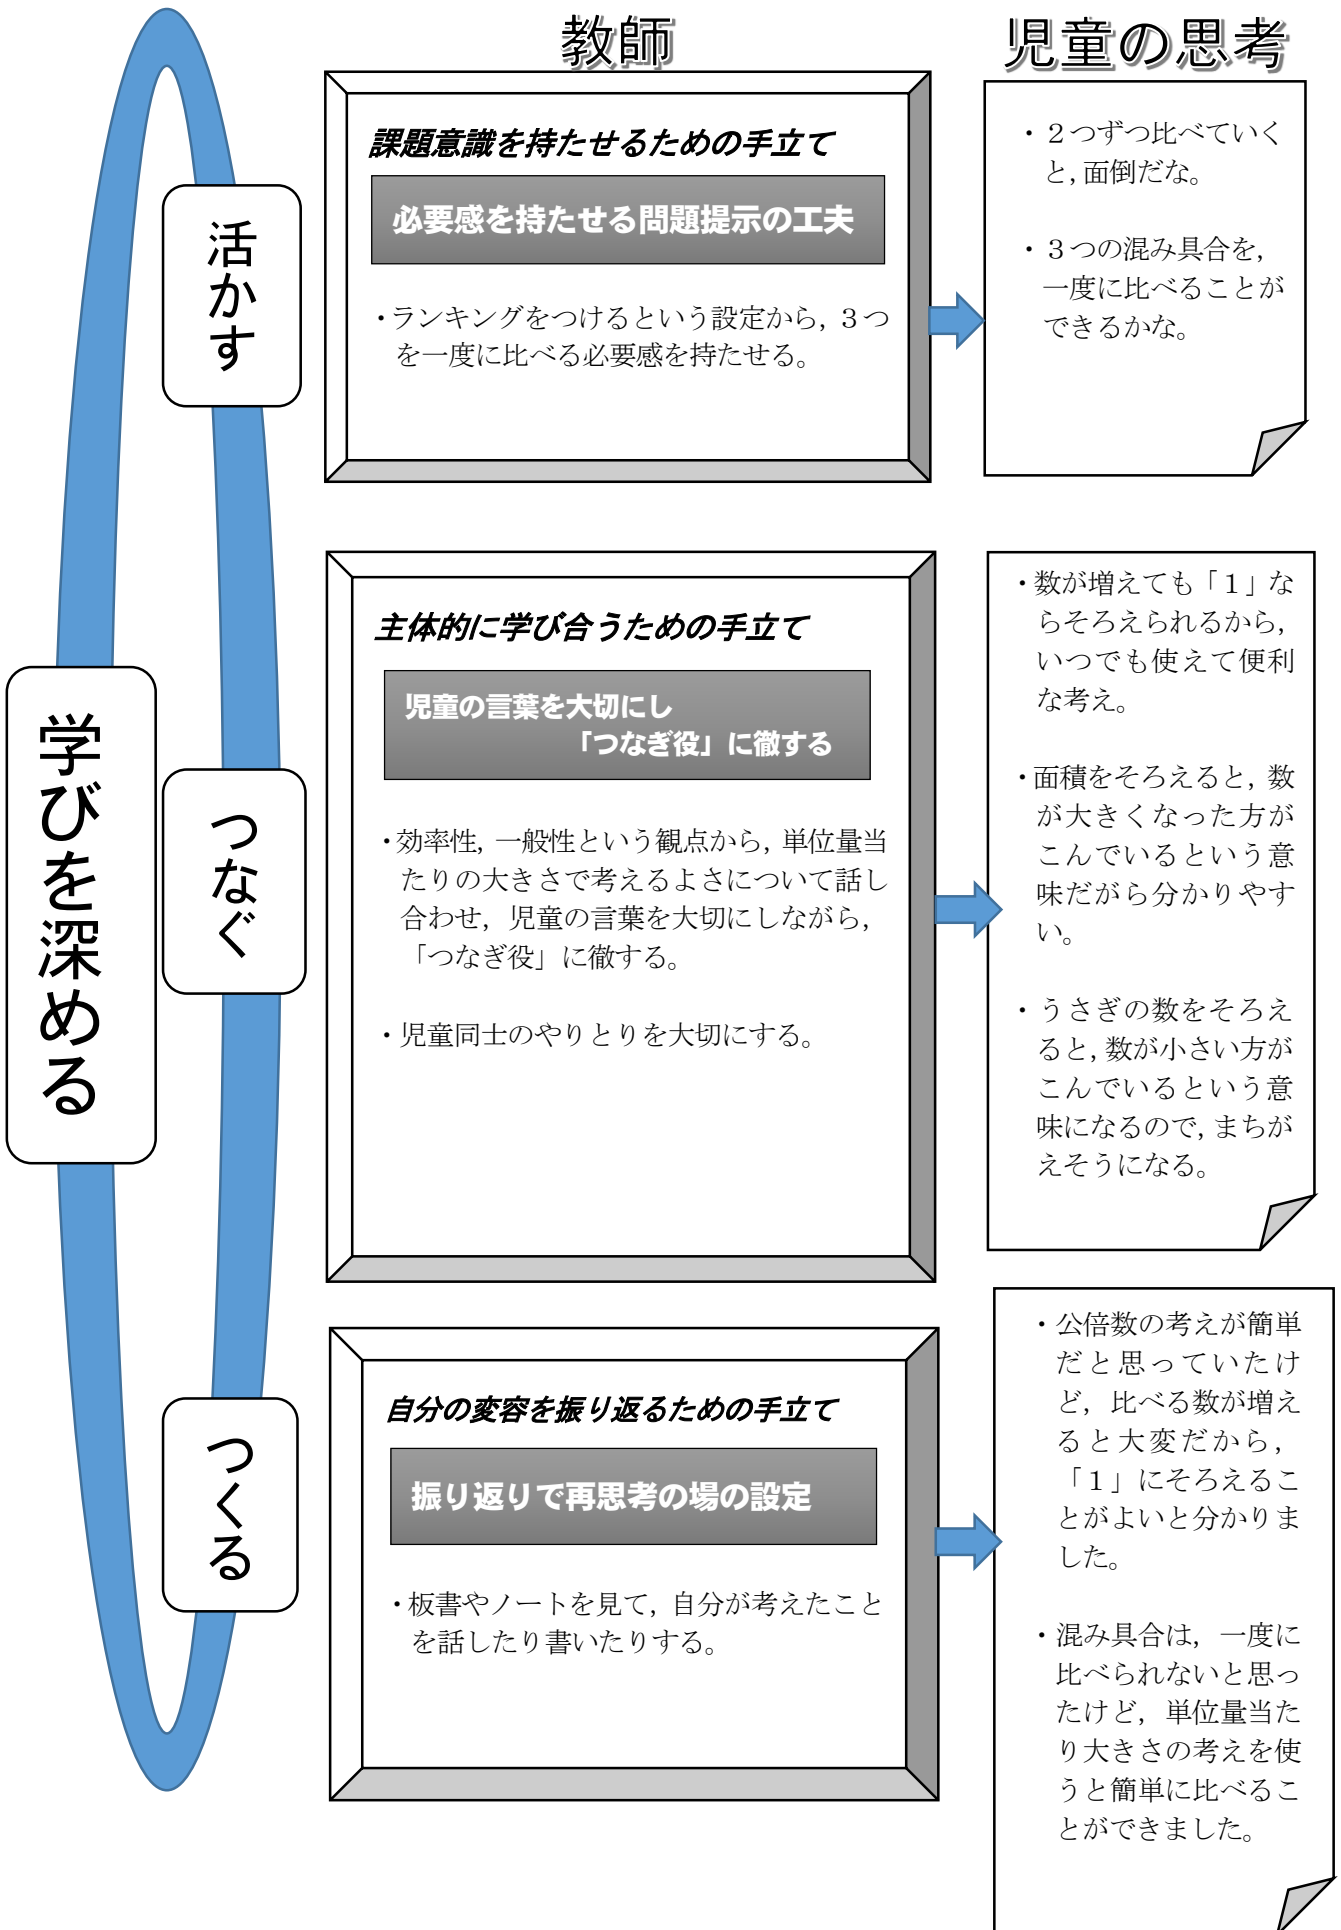 教師
児童の思考
学びを深める
活かす
課題意識を持たせるための手立て
必要感を持たせる問題提示の工夫
・ランキングをつけるという設定から，３つ
を一度に比べる必要感を持たせる。
・２つずつ比べていく
と，面倒だな。
・３つの混み具合を，
一度に比べることが
できるかな。
つなぐ
主体的に学び合うための手立て
児童の言葉を大切にし
「つなぎ役」に徹する
・効率性，一般性という観点から，単位量当
たりの大きさで考えるよさについて話し
合わせ，児童の言葉を大切にしながら，
「つなぎ役」に徹する。
・児童同士のやりとりを大切にする。
・数が増えても「１」な
らそろえられるから，
いつでも使えて便利
な考え。
・面積をそろえると，数
が大きくなった方が
こんでいるという意
味だがら分かりやす
い。
・うさぎの数をそろえ
ると，数が小さい方が
こんでいるという意
味になるので，まちが
えそうになる。
つくる
自分の変容を振り返るための手立て
振り返りで再思考の場の設定
・板書やノートを見て，自分が考えたこと
を話したり書いたりする。
・公倍数の考えが簡単
だと思っていたけ
ど，比べる数が増え
ると大変だから，
「１」にそろえるこ
とがよいと分かりま
した。
・混み具合は，一度に
比べられないと思っ
たけど，単位量当た
り大きさの考えを使
うと簡単に比べるこ
とができました。